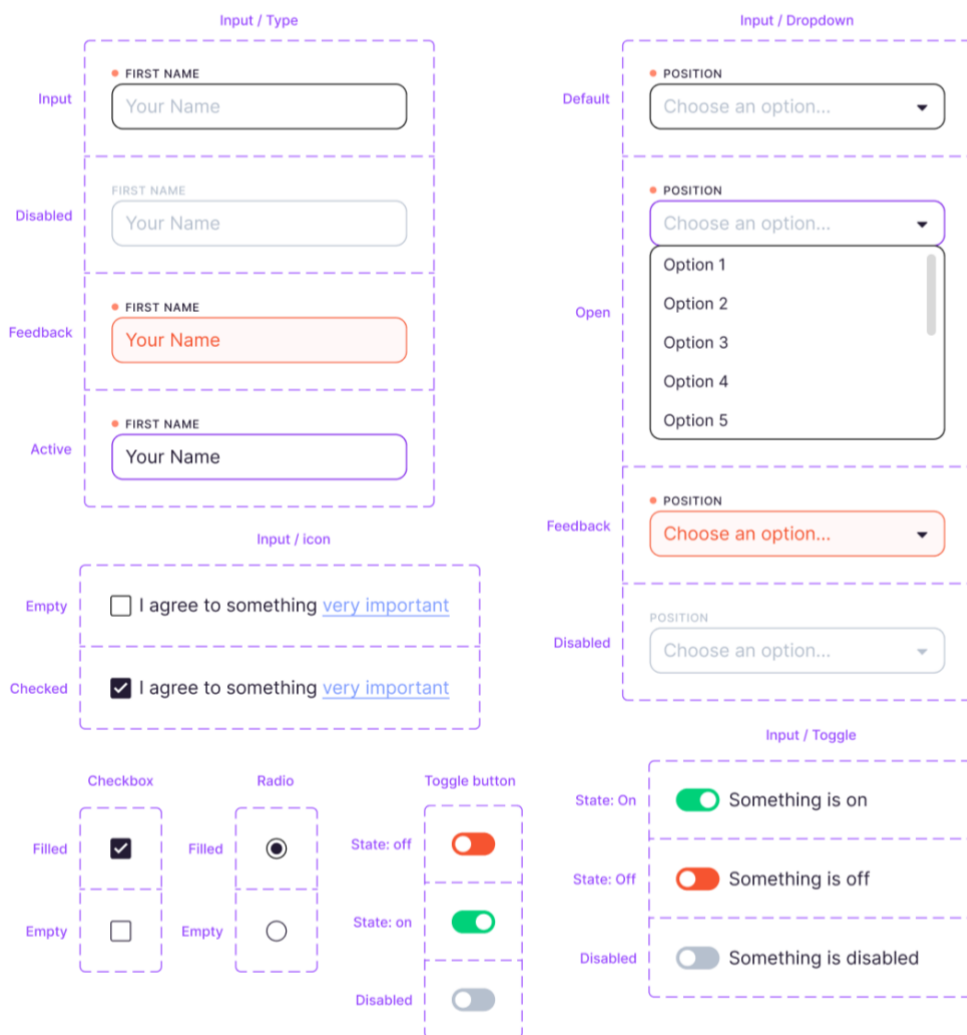 Input / Type
Input
FIRST NAME
Your Name
Disabled
FIRST NAME
Your Name
Feedback
FIRST NAME
Your Name
Active
FIRST NAME
Your Name
Input / Dropdown
Default
POSITION
Choose an option...
Open
POSITION
Choose an option...
Option 1
Option 2
Option 3
Option 4
Option 5
Feedback
POSITION
Choose an option...
Disabled
POSITION
Choose an option...
Input / icon
Empty
I agree to something very important
Checked
I agree to something very important
Checkbox
Filled
Empty
Radio
Filled
Empty
Toggle button
State: off
State: on
Disabled
Input / Toggle
State: On
Something is on
State: Off
Something is off
Disabled
Something is disabled